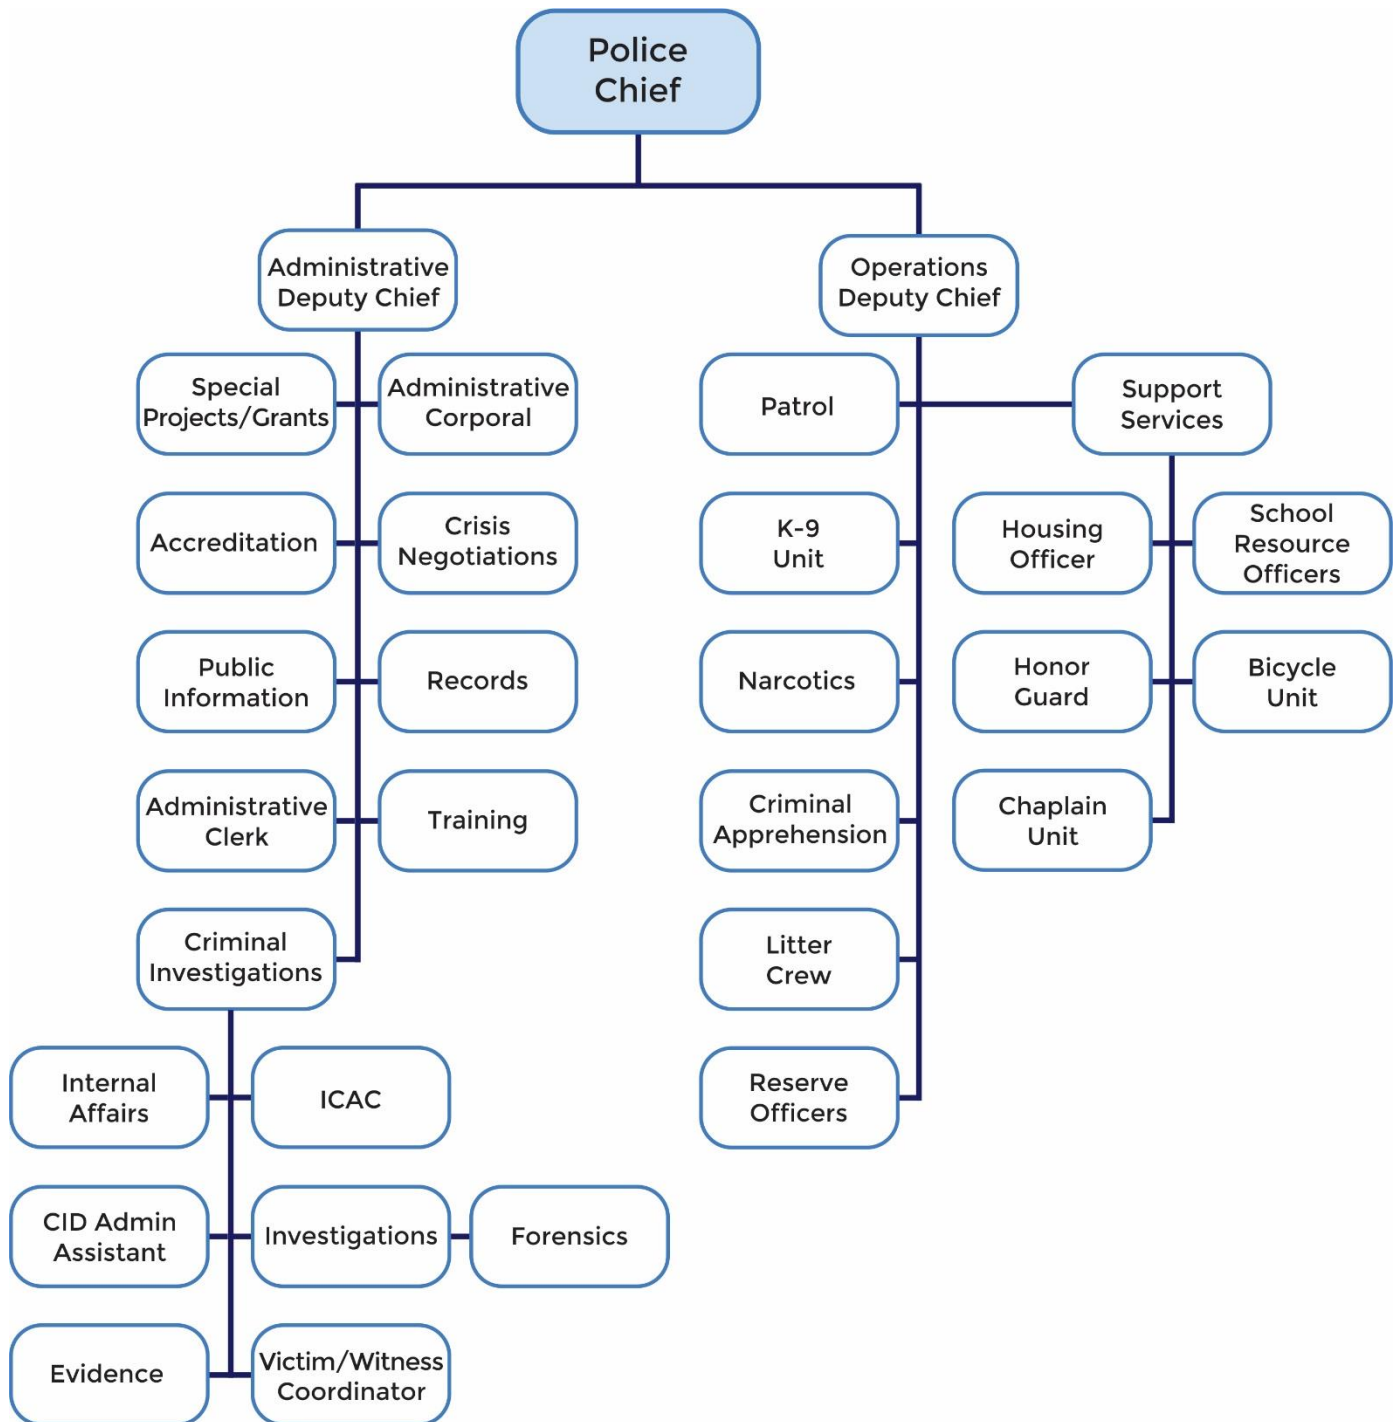 Police
Chief
Administrative
Deputy Chief
Operations
Deputy Chief
Special
Projects/Grants
Administrative
Corporal
Patrol
Support
Services
Accreditation
Crisis
Negotiations
K-9
Unit
Housing
Officer
School
Resource
Officers
Public
Information
Records
Narcotics
Honor
Guard
Bicycle
Unit
Administrative
Clerk
Training
Criminal
Apprehension
Chaplain
Unit
Criminal
Investigations
Litter
Crew
Internal
Affairs
ICAC
Reserve
Officers
CID Admin
Assistant
Investigations
Forensics
Evidence
Victim/Witness
Coordinator